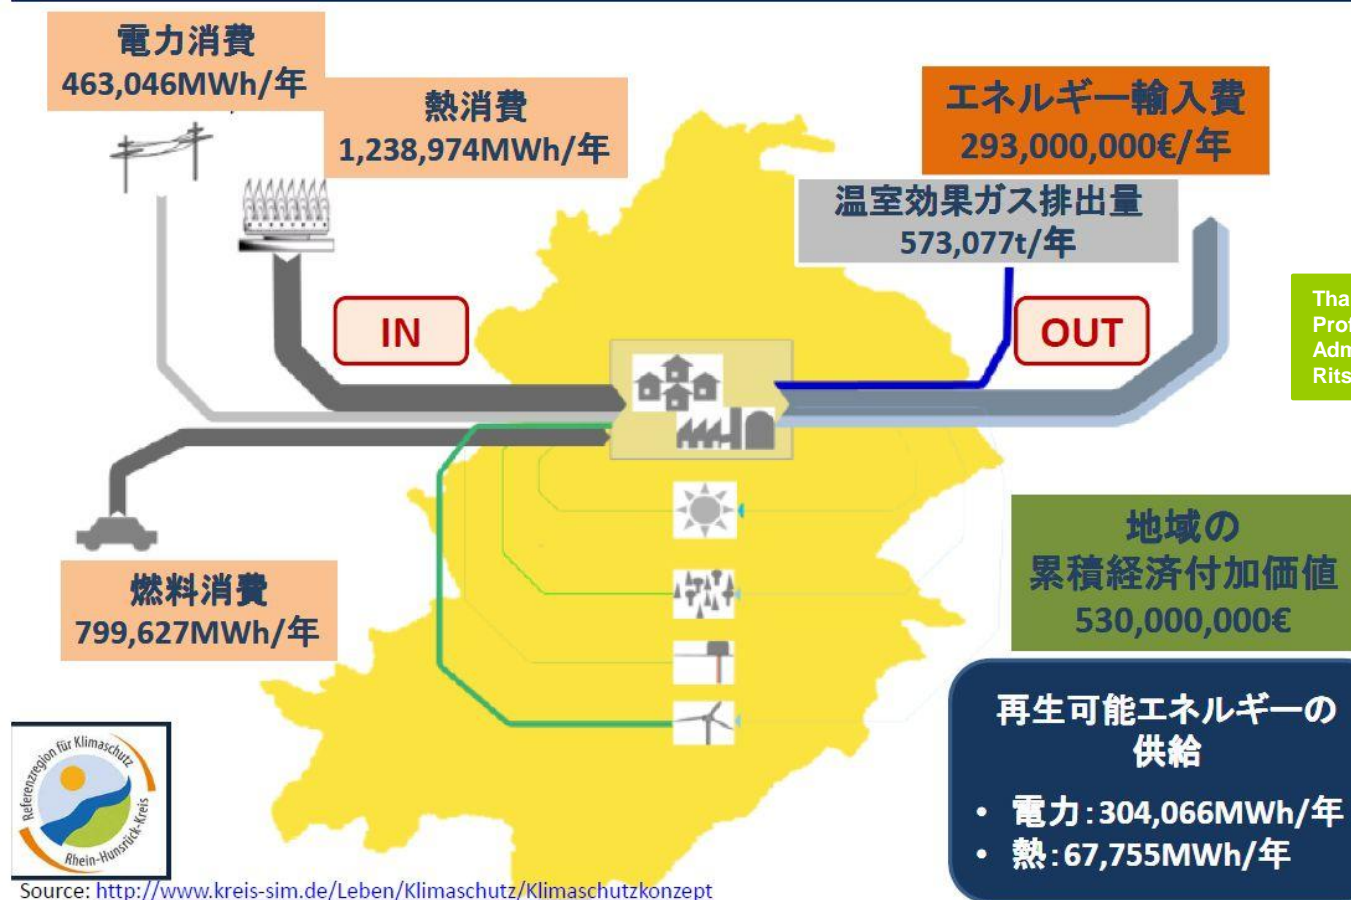 電力消費
463,046MWh/年
熱消費
1,238,974MWh/年
エネルギー輸入費
293,000,000€/年
温室効果ガス排出量
573,077t/年
IN
OUT
燃料消費
799,627MWh/年
地域の
累積経済付加価値
530,000,000€
再生可能エネルギーの
供給
• 電力:304,066MWh/年
• 熱:67,755MWh/年
Referenzregion für Klimaschutz
Rhein-Hunsrück-Kreis
Source: http://www.kreis-sim.de/Leben/Klimaschutz/Klimaschutzkonzept